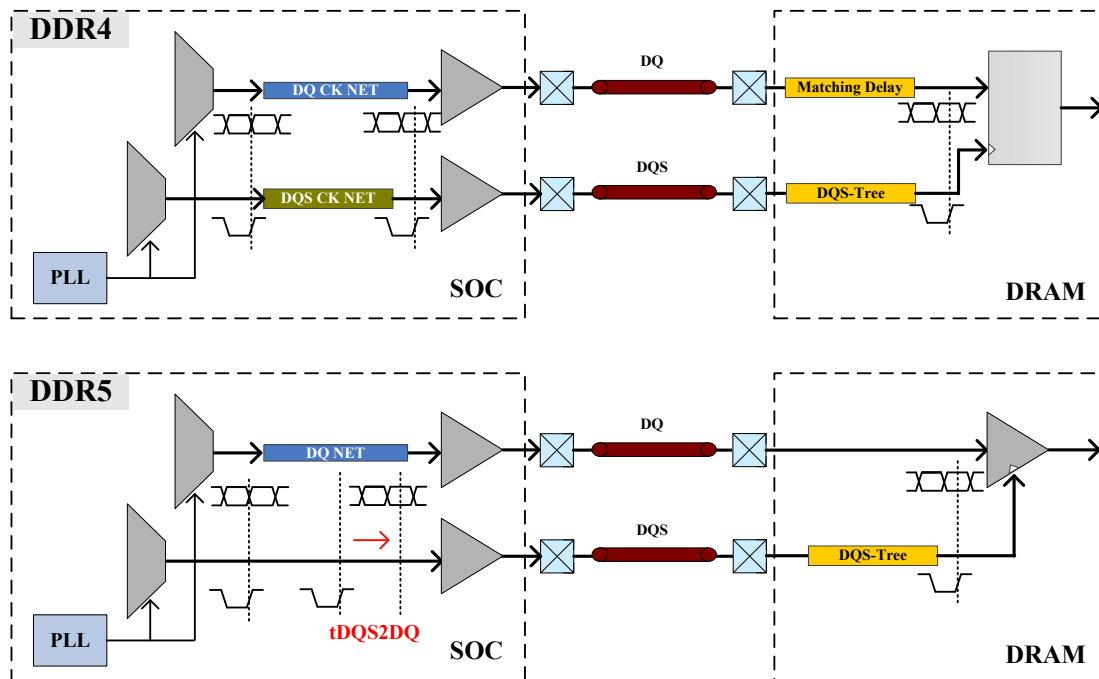 DDR4
DQ
DQ CK NET
Matching Delay
DQS
DQS CK NET
DQS-Tree
PLL
SOC
DRAM
DDR5
DQ
DQ NET
DQS
DQS-Tree
tDQS2DQ
PLL
SOC
DRAM